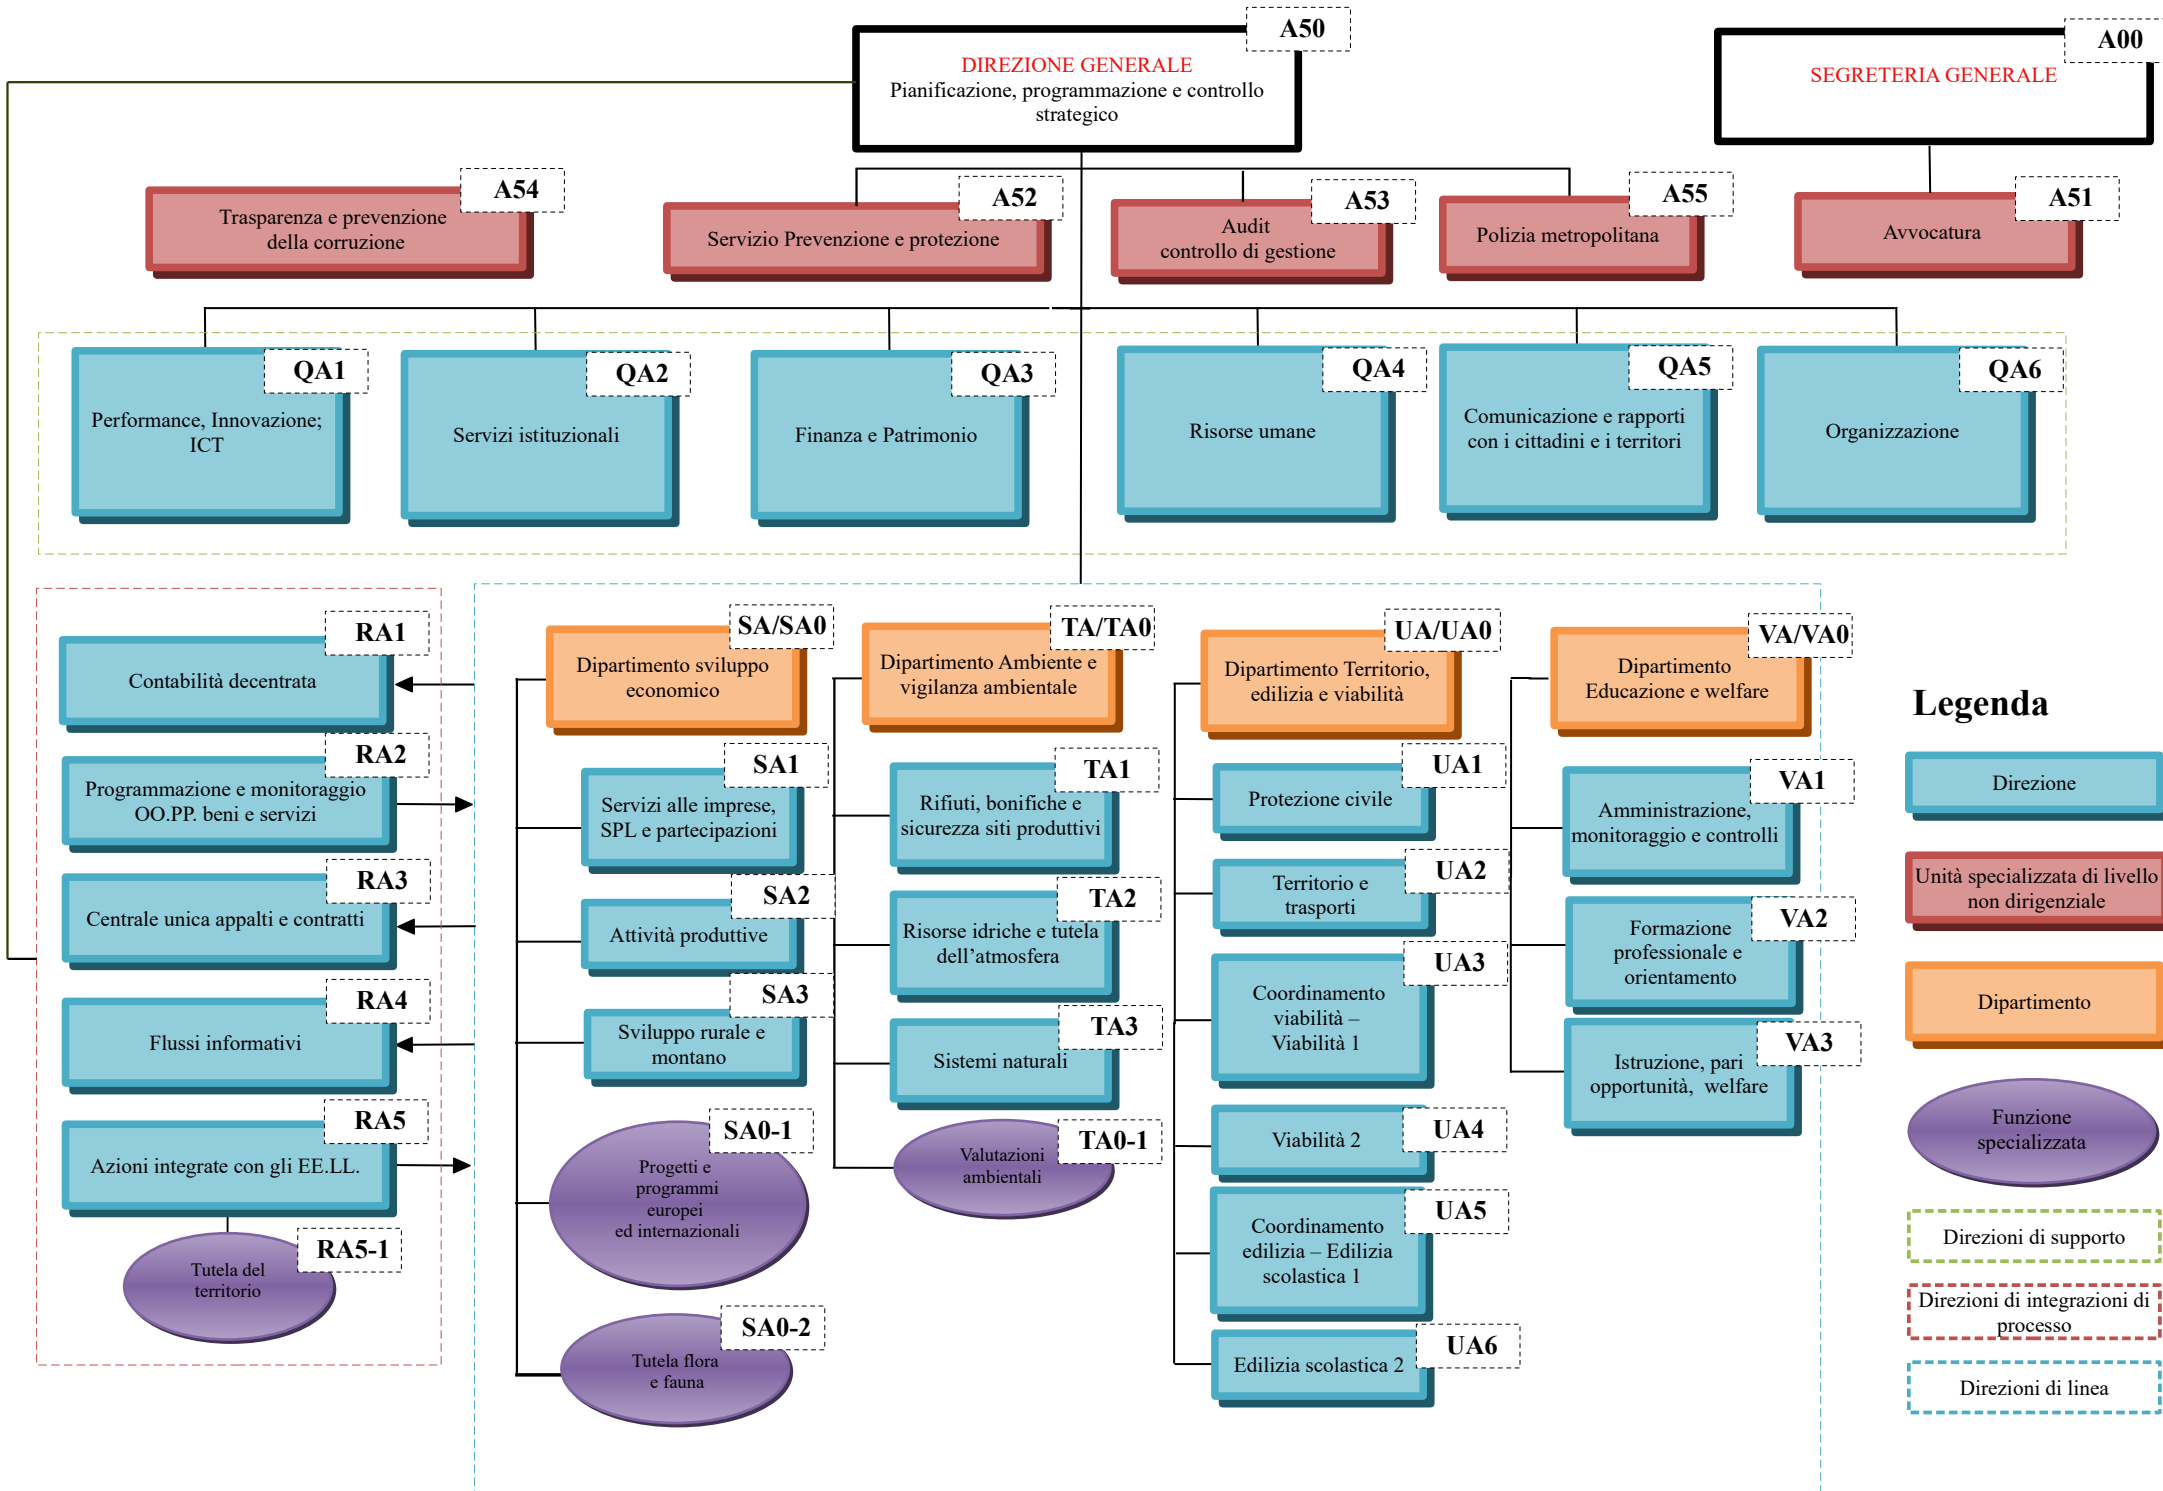 A50
DIREZIONE GENERALE
Pianificazione, programmazione e controllo
strategico
A00
SEGRETERIA GENERALE
A54
Trasparenza e prevenzione
della corruzione
A52
Servizio Prevenzione e protezione
A53
Audit
controllo di gestione
A55
Polizia metropolitana
A51
Avvocatura
QA1
Performance, Innovazione;
ICT
QA2
Servizi istituzionali
QA3
Finanza e Patrimonio
QA4
Risorse umane
QA5
Comunicazione e rapporti
con i cittadini e i territori
QA6
Organizzazione
RA1
Contabilità decentrata
RA2
Programmazione e monitoraggio
OO.PP. beni e servizi
RA3
Centrale unica appalti e contratti
RA4
Flussi informativi
RA5
Azioni integrate con gli EE.LL.
RA5-1
Tutela del
territorio
SA/SA0
Dipartimento sviluppo
economico
SA1
Servizi alle imprese,
SPL e partecipazioni
SA2
Attività produttive
SA3
Sviluppo rurale e
montano
SA0-1
Progetti e
programmi
europei
ed internazionali
SA0-2
Tutela flora
e fauna
TA/TA0
Dipartimento Ambiente e
vigilanza ambientale
TA1
Rifiuti, bonifiche e
sicurezza siti produttivi
TA2
Risorse idriche e tutela
dell’atmosfera
TA3
Sistemi naturali
TA0-1
Valutazioni
ambientali
UA/UA0
Dipartimento Territorio,
edilizia e viabilità
UA1
Protezione civile
UA2
Territorio e
trasporti
UA3
Coordinamento
viabilità –
Viabilità 1
UA4
Viabilità 2
UA5
Coordinamento
edilizia – Edilizia
scolastica 1
UA6
Edilizia scolastica 2
VA/VA0
Dipartimento
Educazione e welfare
VA1
Amministrazione,
monitoraggio e controlli
VA2
Formazione
professionale e
orientamento
VA3
Istruzione, pari
opportunità, welfare
Legenda
Direzione
Unità specializzata di livello
non dirigenziale
Dipartimento
Funzione
specializzata
Direzioni di supporto
Direzioni di integrazioni di
processo
Direzioni di linea